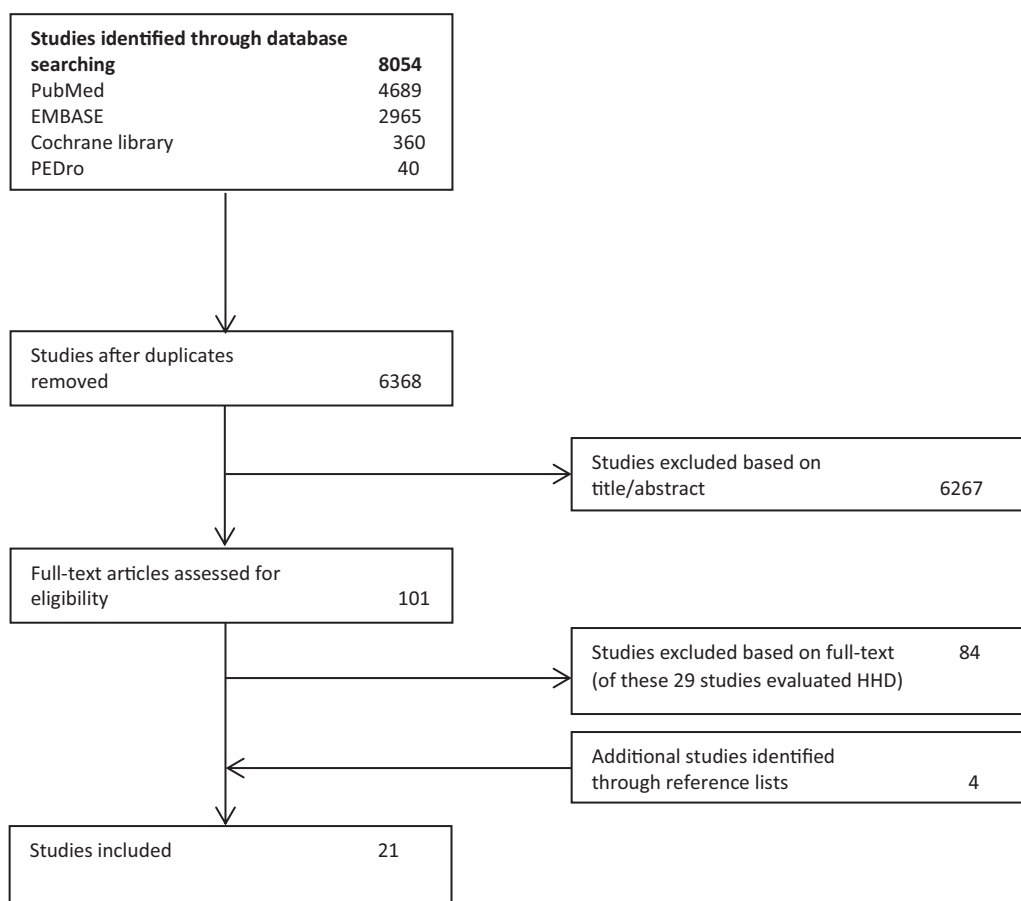 Studies identified through database
searching 8054
PubMed 4689
EMBASE 2965
Cochrane library 360
PEDro 40
Studies after duplicates
removed 6368
Studies excluded based on
title/abstract 6267
Full-text articles assessed for
eligibility 101
Studies excluded based on full-text 84
(of these 29 studies evaluated HHD)
Additional studies identified
through reference lists 4
Studies included 21